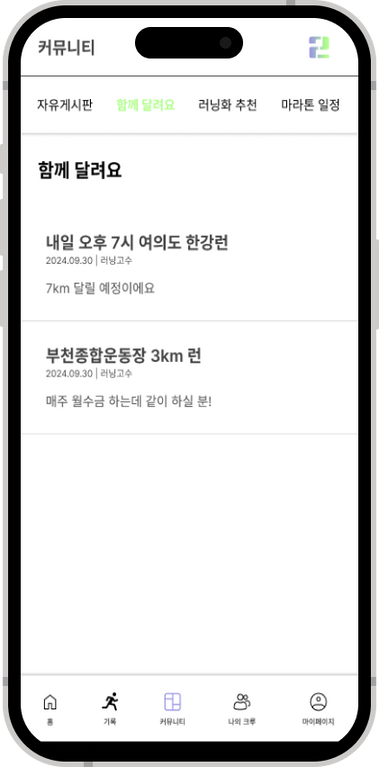 커뮤니티
자유게시판 함께 달려요 러닝화 추천 마라톤 일정
함께 달려요
내일 오후 7시 여의도 한강런
2024.09.30 | 러닝고수
7km 달릴 예정이에요
부천종합운동장 3km 런
2024.09.30 | 러닝고수
매주 월수금 하는데 같이 하실 분!
홈 기록 커뮤니티 나의 크루 마이페이지